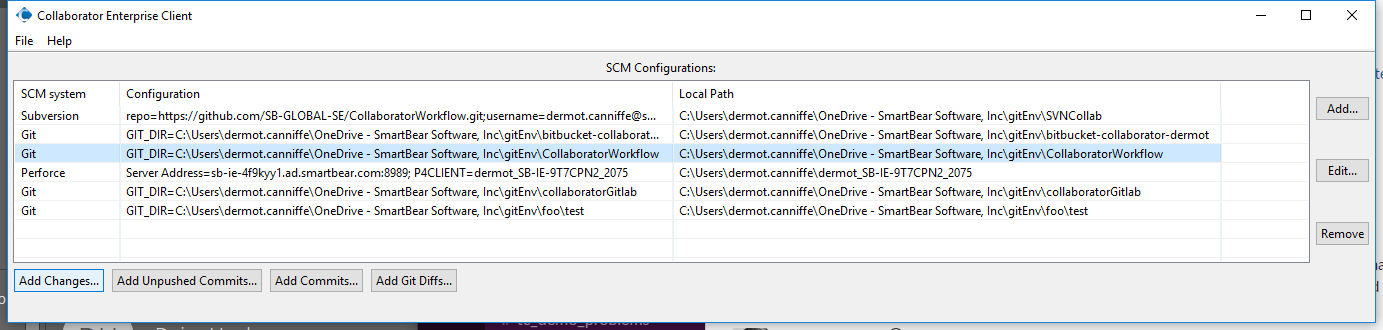 Collaborator Enterprise Client
File Help
SCM Configurations:
SCM system Configuration Local Path
Subversion repo=https://github.com/SB-GLOBAL-SE/CollaboratorWorkflow.git;username=dermot.canniffe@s... C:\Users\dermot.canniffe\OneDrive - SmartBear Software, Inc\gitEnv\SVNCollab
Add...
Git GIT_DIR=C:\Users\dermot.canniffe\OneDrive - SmartBear Software, Inc\gitEnv\bitbucket-collaborat... C:\Users\dermot.canniffe\OneDrive - SmartBear Software, Inc\gitEnv\bitbucket-collaborator-dermot
Git GIT_DIR=C:\Users\dermot.canniffe\OneDrive - SmartBear Software, Inc\gitEnv\CollaboratorWorkflow C:\Users\dermot.canniffe\OneDrive - SmartBear Software, Inc\gitEnv\CollaboratorWorkflow
Perforce Server Address=sb-ie-4f9kyy1.ad.smartbear.com:8989; P4CLIENT=dermot_SB-IE-9T7CPN2_2075 C:\Users\dermot.canniffe\dermot_SB-IE-9T7CPN2_2075
Edit...
Git GIT_DIR=C:\Users\dermot.canniffe\OneDrive - SmartBear Software, Inc\gitEnv\collaboratorGitlab C:\Users\dermot.canniffe\OneDrive - SmartBear Software, Inc\gitEnv\collaboratorGitlab
Git GIT_DIR=C:\Users\dermot.canniffe\OneDrive - SmartBear Software, Inc\gitEnv\foo\test C:\Users\dermot.canniffe\OneDrive - SmartBear Software, Inc\gitEnv\foo\test
Remove
Add Changes... Add Unpushed Commits... Add Commits... Add Git Diffs...